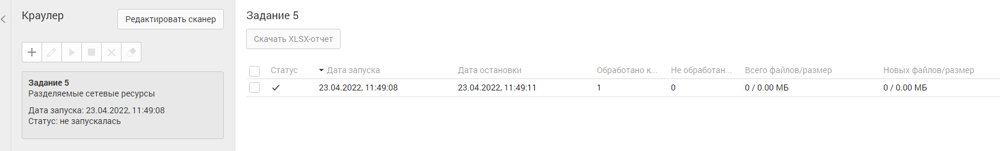 Краулер
Редактировать сканер
Задание 5
Разделяемые сетевые ресурсы
Дата запуска: 23.04.2022, 11:49:08
Статус: не запускалась
Задание 5
Скачать XLSX-отчет
Статус Дата запуска Дата остановки Обработано к... Не обработан... Всего файлов/размер Новых файлов/размер
23.04.2022, 11:49:08 23.04.2022, 11:49:11 1 0 0 / 0.00 МБ 0 / 0.00 МБ